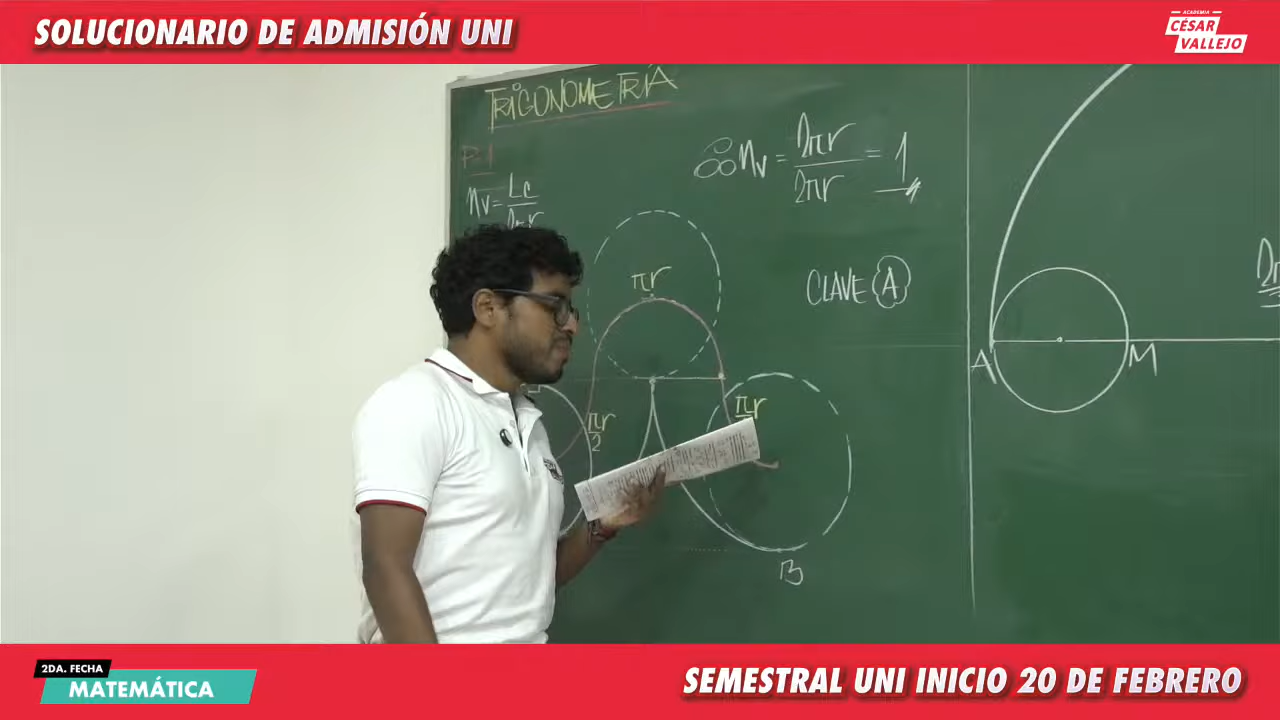 SOLUCIONARIO DE ADMISIÓN UNI
ACADEMIA
CÉSAR
VALLEJO
TRIGONOMETRÍA
P-1
nv = Lc
2πr
∴ nv = 2πr / 2πr = 1
πr
CLAVE A
A
M
πr
2
πr
B
2DA. FECHA
MATEMÁTICA
SEMESTRAL UNI INICIO 20 DE FEBRERO